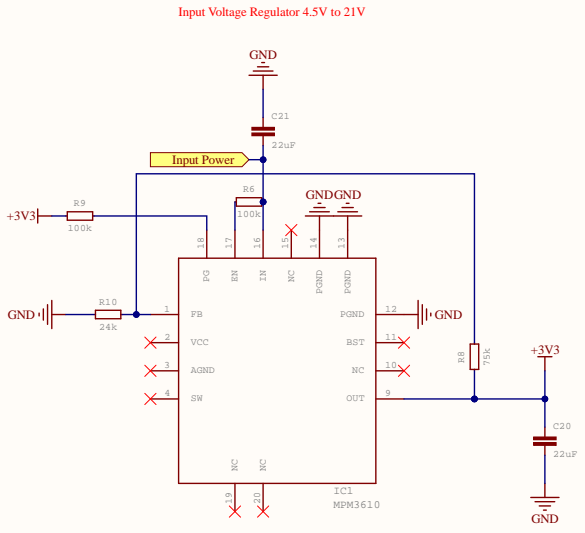 Input Voltage Regulator 4.5V to 21V
GND
C21
22uF
Input Power
R6
100k
GND GND
R9
+3V3
100k
18
17
16
15
14
13
PG
EN
IN
NC
PGND
PGND
GND
R10
24k
1
FB
PGND
12
GND
2
VCC
BST
11
3
AGND
NC
10
4
SW
OUT
9
R8
75k
+3V3
C20
22uF
GND
NC
NC
19
20
IC1
MPM3610